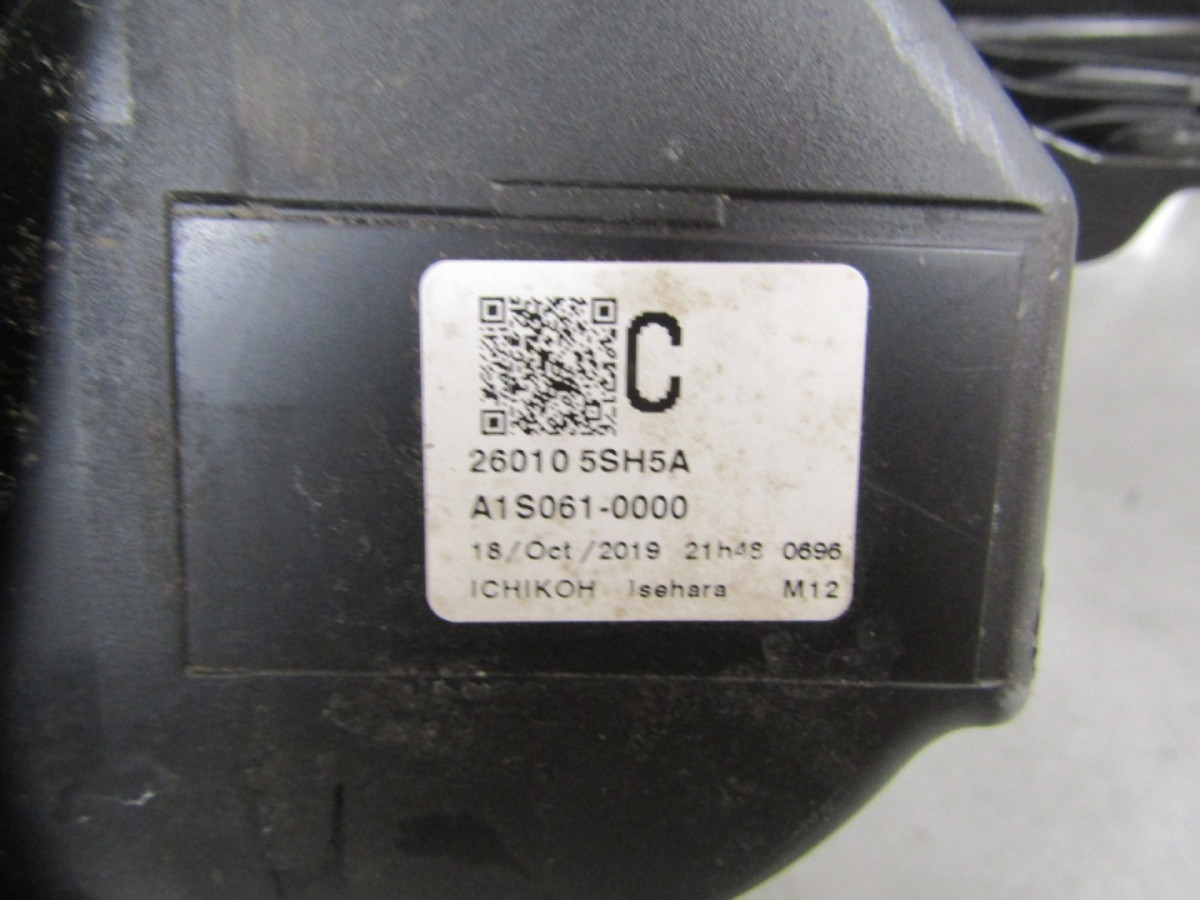 C
26010 5SH5A
A1S061-0000
18/Oct/2019 21h48 0696
ICHIKOH Isehara M12